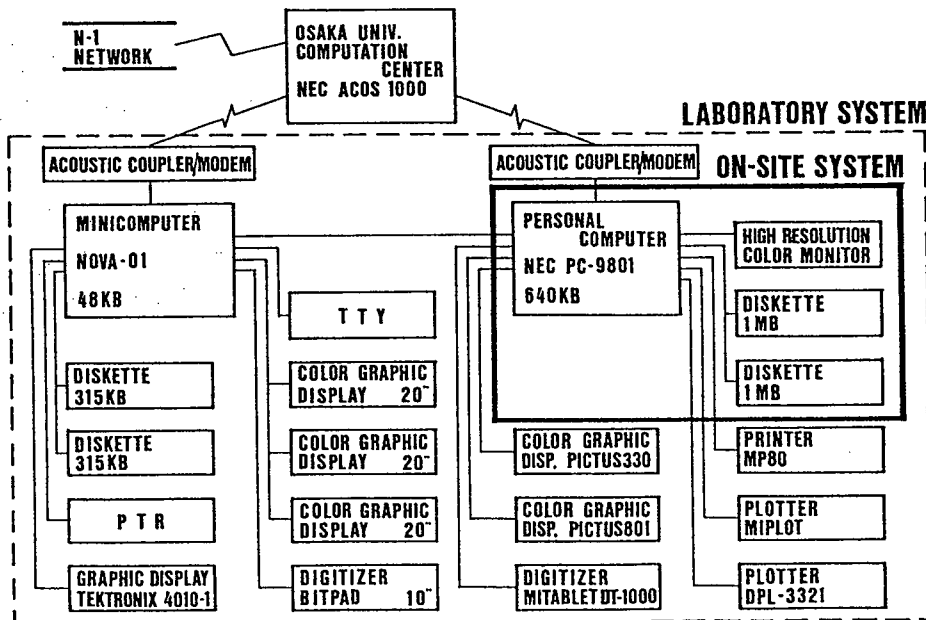 N-1
NETWORK
OSAKA UNIV.
COMPUTATION
CENTER
NEC ACOS 1000
LABORATORY SYSTEM
ACOUSTIC COUPLER/MODEM
ACOUSTIC COUPLER/MODEM
ON-SITE SYSTEM
MINICOMPUTER
NOVA-01
48KB
PERSONAL
COMPUTER
NEC PC-9801
640KB
HIGH RESOLUTION
COLOR MONITOR
DISKETTE
1MB
DISKETTE
1MB
TTY
DISKETTE
315KB
COLOR GRAPHIC
DISPLAY 20"
DISKETTE
315KB
COLOR GRAPHIC
DISPLAY 20"
COLOR GRAPHIC
DISP. PICTUS330
PRINTER
MP80
PTR
COLOR GRAPHIC
DISPLAY 20"
COLOR GRAPHIC
DISP. PICTUS801
PLOTTER
MIPLOT
GRAPHIC DISPLAY
TEKTRONIX 4010-1
DIGITIZER
BITPAD 10"
DIGITIZER
MITABLET DT-1000
PLOTTER
DPL-3321